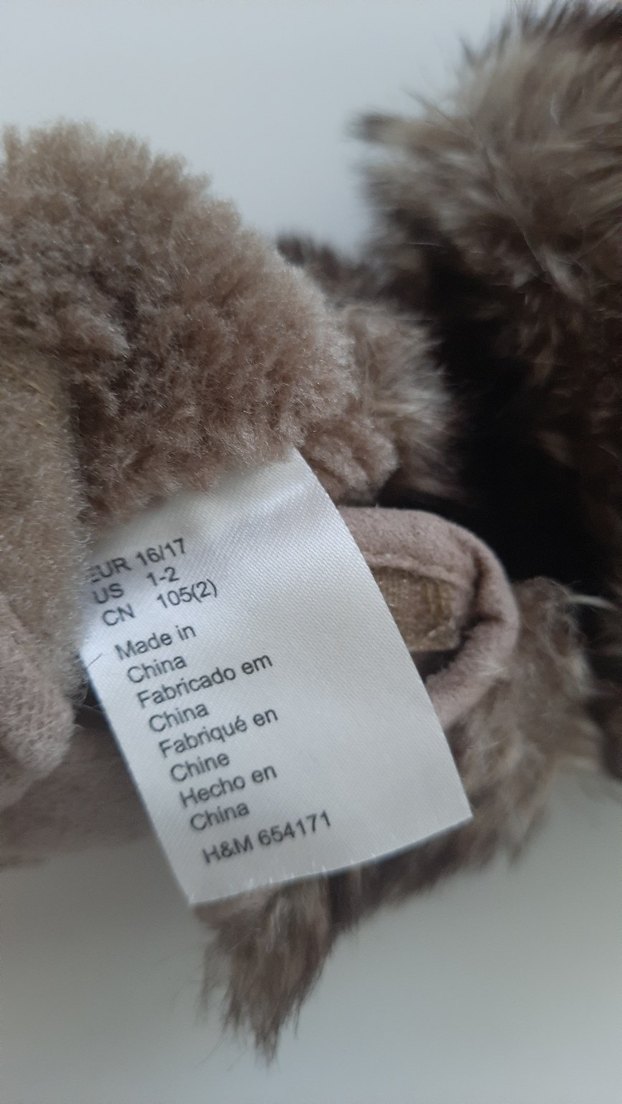 EUR 16/17
US 1-2
CN 105(2)
Made in
China
Fabricado em
China
Fabriqué en
Chine
Hecho en
China
H&M 654171